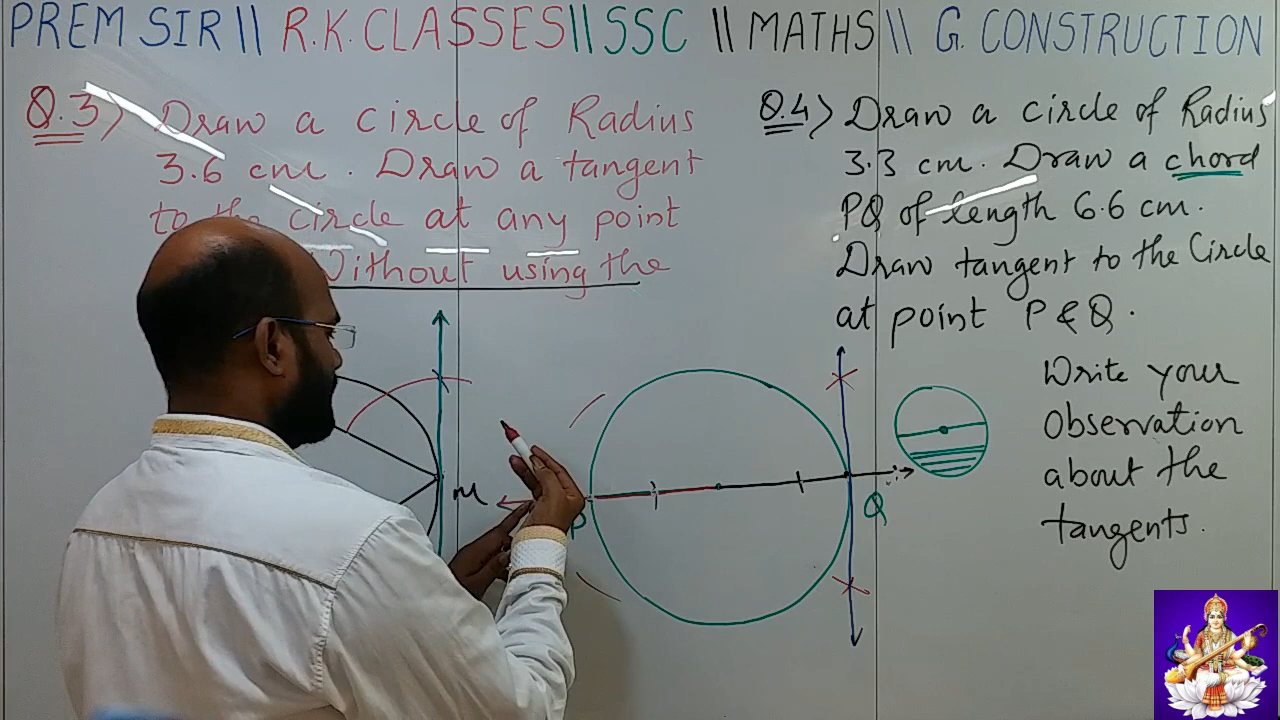 PREM SIR || R.K. CLASSES || SSC || MATHS \\ G. CONSTRUCTION
Q.3) Draw a circle of Radius
3.6 cm. Draw a tangent
to the circle at any point
Without using the
Q.4) Draw a circle of Radius
3.3 cm. Draw a chord
PQ of length 6.6 cm.
Draw tangent to the Circle
at point P & Q.
Write your
observation
about the
tangents.
M
P
Q